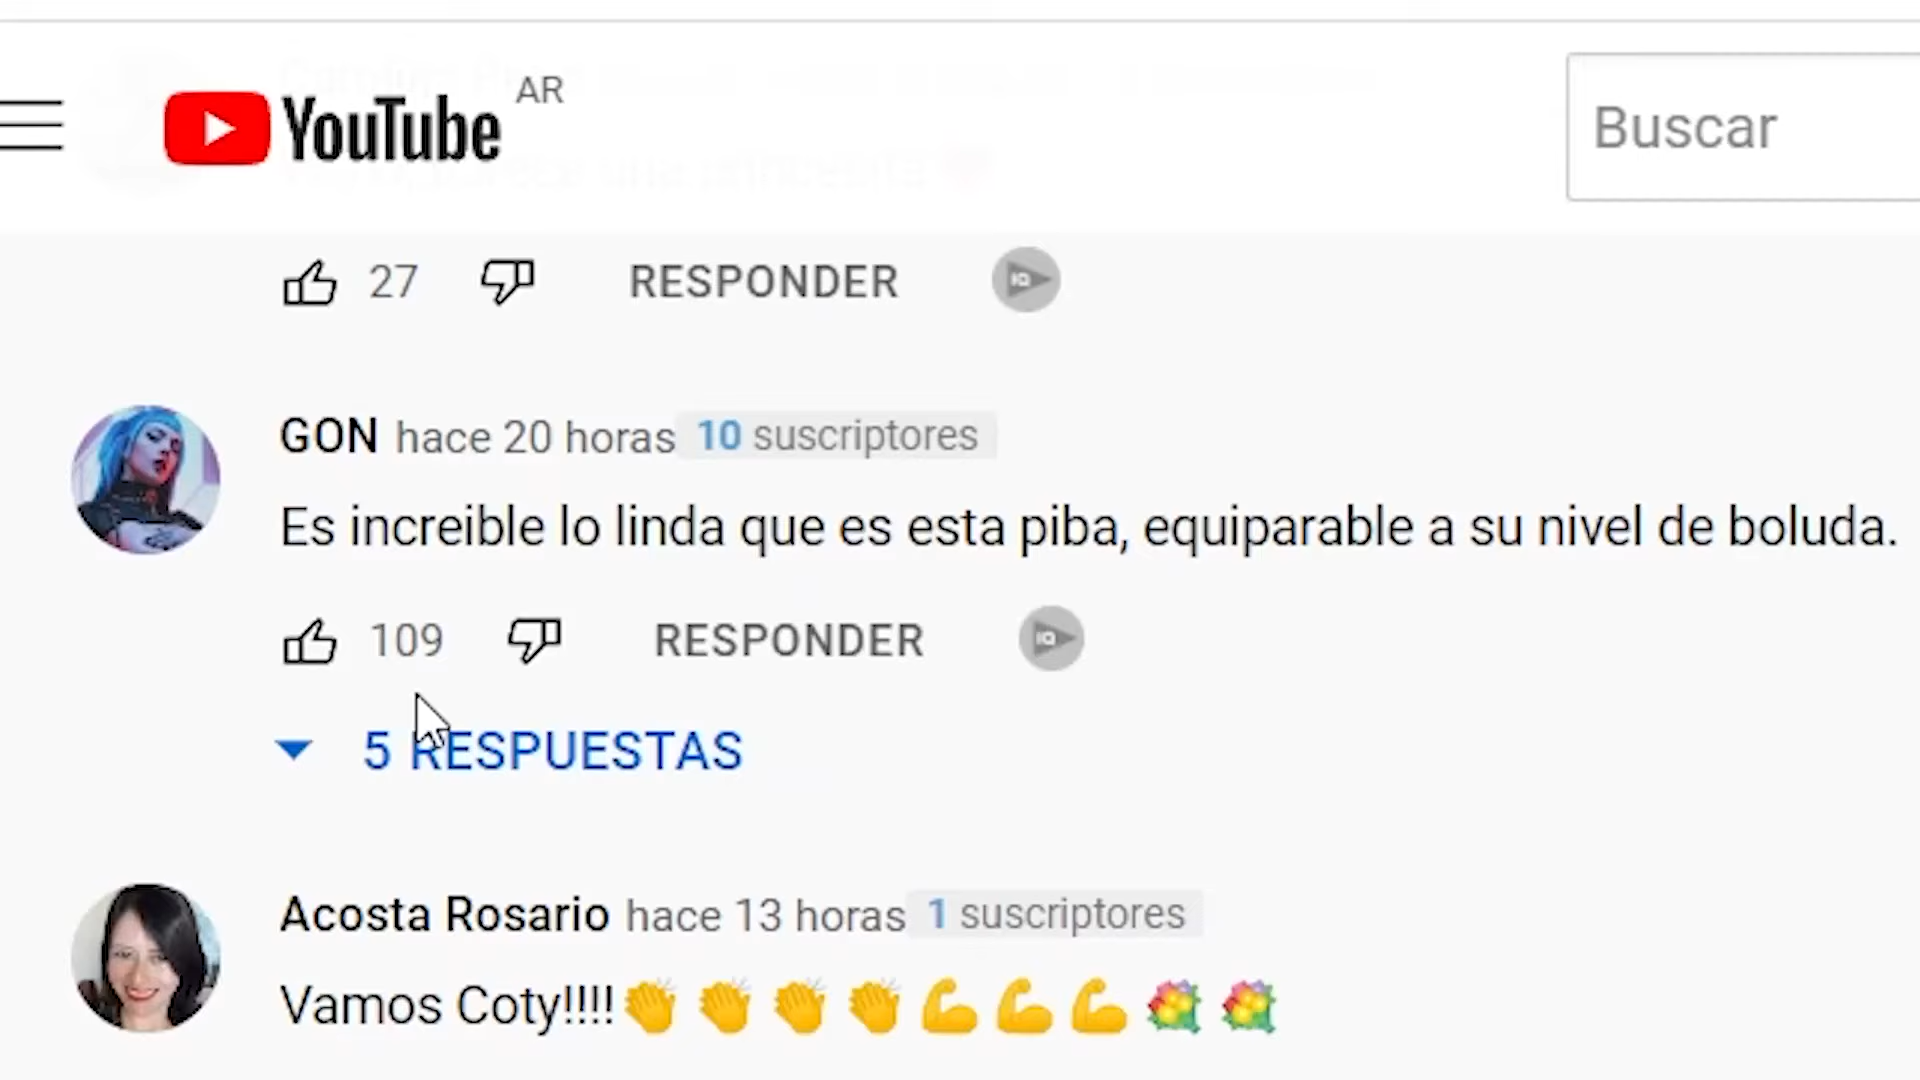 YouTube AR
Buscar
27 RESPONDER
GON hace 20 horas 10 suscriptores
Es increible lo linda que es esta piba, equiparable a su nivel de boluda.
109 RESPONDER
5 RESPUESTAS
Acosta Rosario hace 13 horas 1 suscriptores
Vamos Coty!!!!👏👏👏👏💪💪💪💐💐